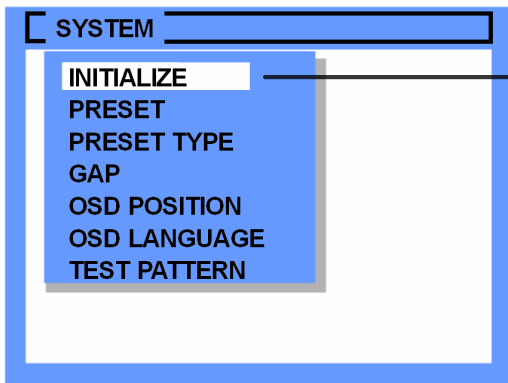 SYSTEM
INITIALIZE
PRESET
PRESET TYPE
GAP
OSD POSITION
OSD LANGUAGE
TEST PATTERN